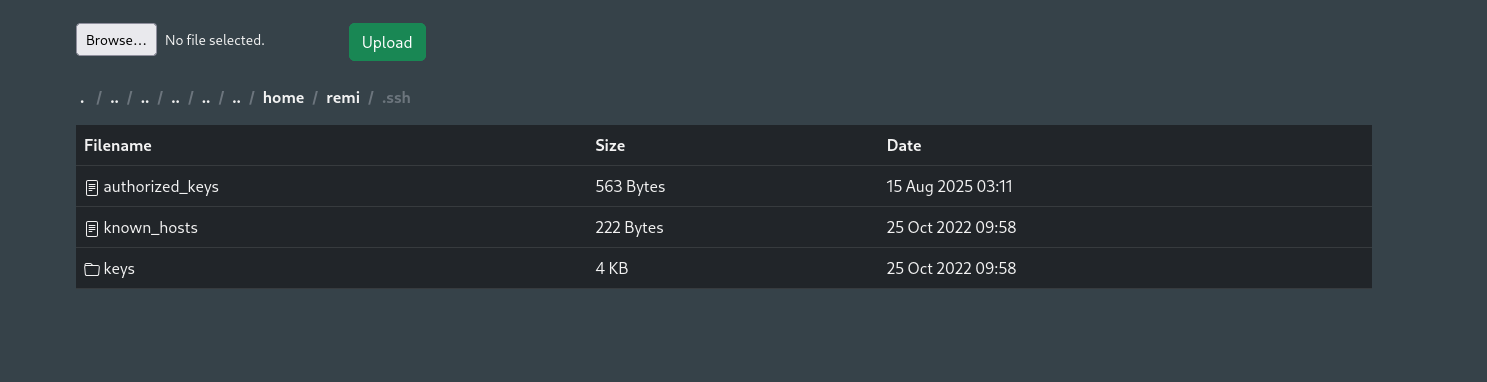 Browse... No file selected. Upload
. / .. / .. / .. / .. / .. / home / remi / .ssh
Filename Size Date
authorized_keys 563 Bytes 15 Aug 2025 03:11
known_hosts 222 Bytes 25 Oct 2022 09:58
keys 4 KB 25 Oct 2022 09:58